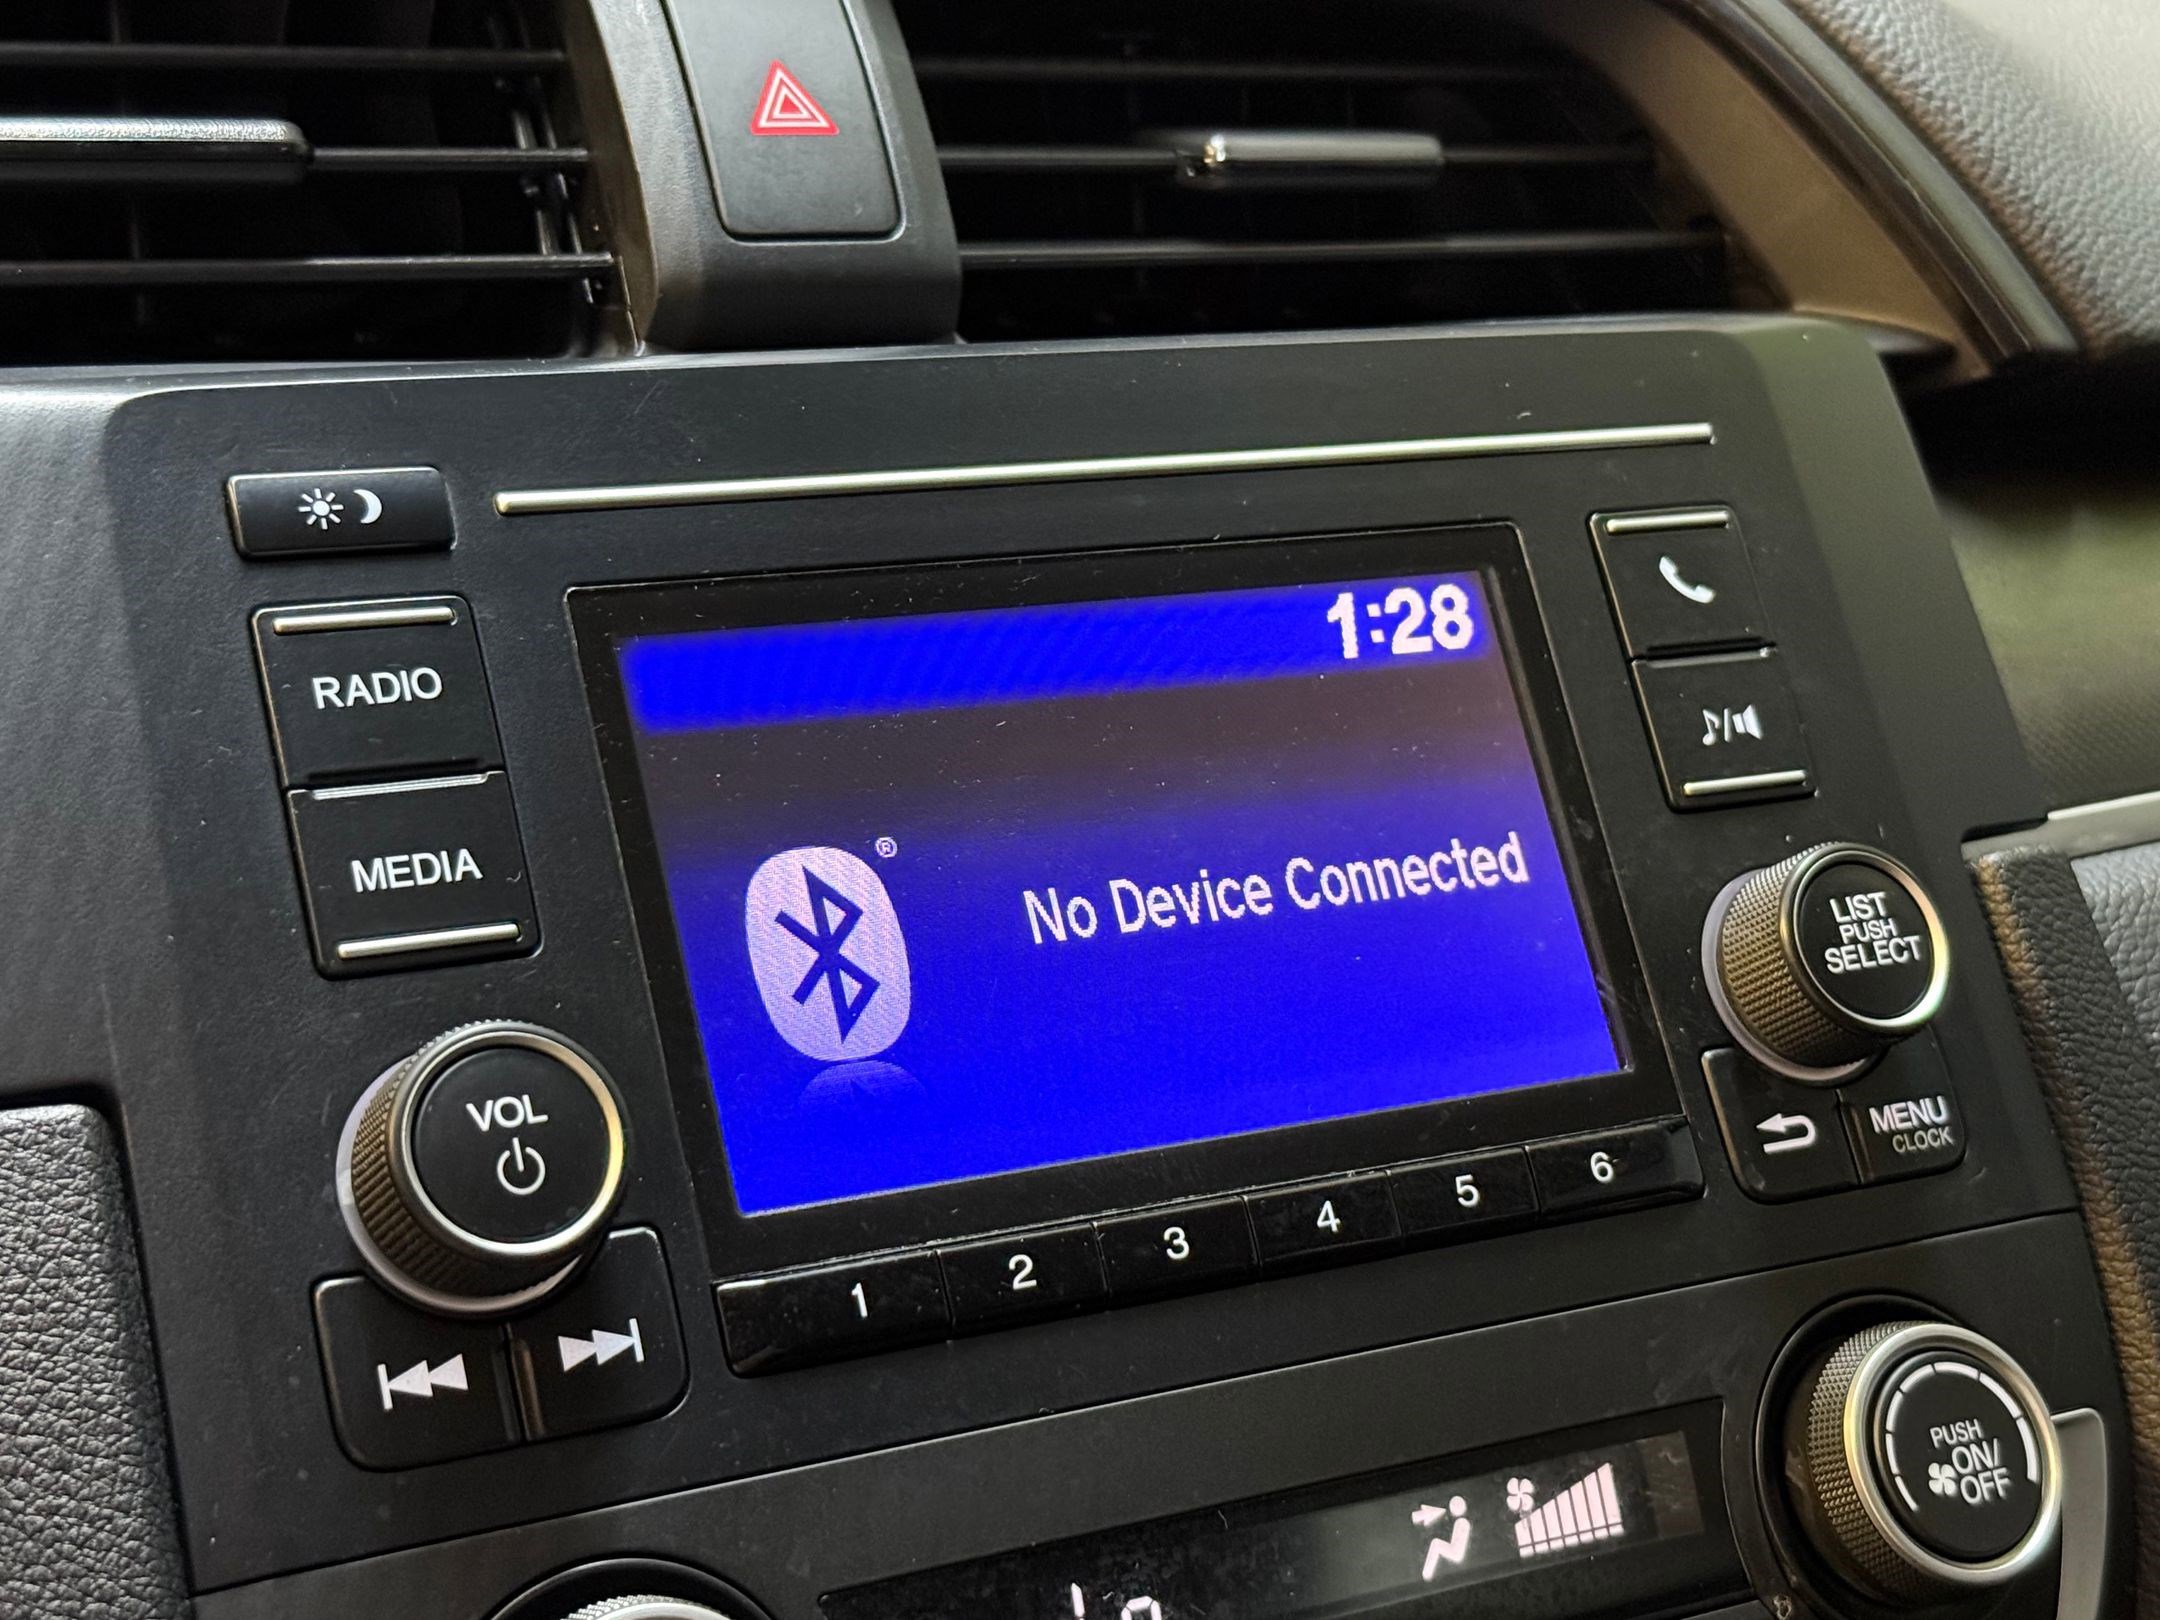 1:28
RADIO
MEDIA
®
No Device Connected
LIST
PUSH
SELECT
VOL
MENU
CLOCK
1 2 3 4 5 6
PUSH
ON/
OFF